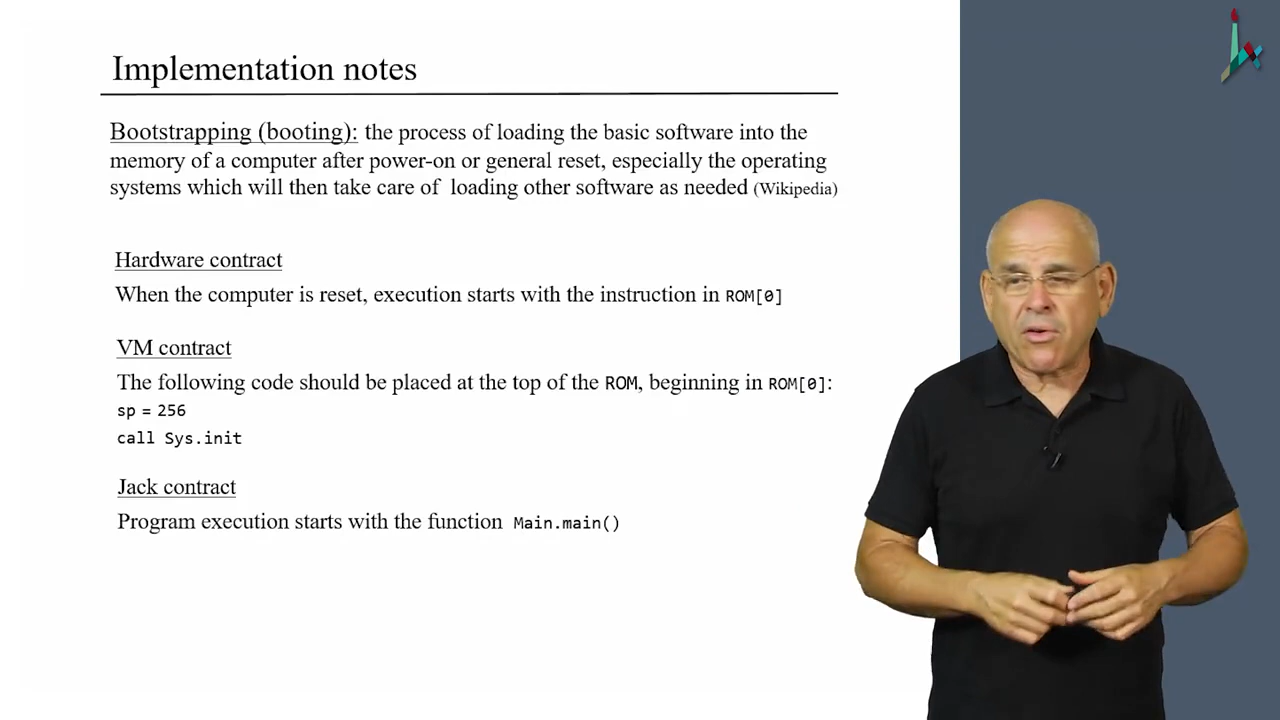 Implementation notes
Bootstrapping (booting): the process of loading the basic software into the
memory of a computer after power-on or general reset, especially the operating
systems which will then take care of loading other software as needed (Wikipedia)
Hardware contract
When the computer is reset, execution starts with the instruction in ROM[0]
VM contract
The following code should be placed at the top of the ROM, beginning in ROM[0]:
sp = 256
call Sys.init
Jack contract
Program execution starts with the function Main.main()